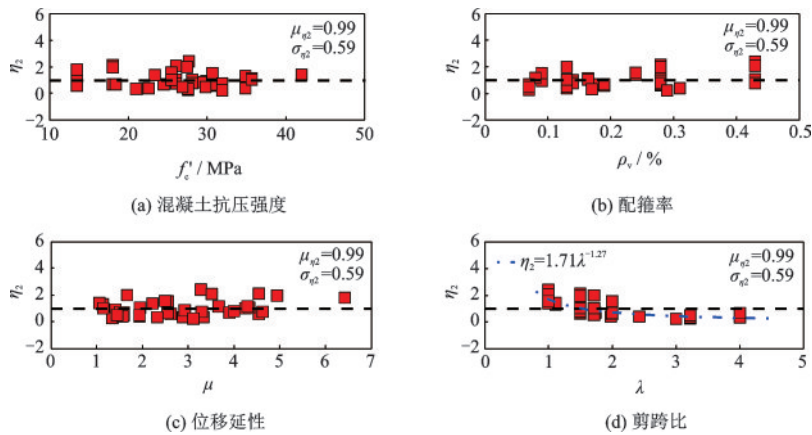 6
4
2
0
−2
η₂
μη2=0.99
ση2=0.59
10 20 30 40 50
f'c / MPa
(a) 混凝土抗压强度
6
4
2
0
−2
η₂
μη2=0.99
ση2=0.59
0 0.1 0.2 0.3 0.4 0.5
ρv / %
(b) 配箍率
6
4
2
0
−2
η₂
μη2=0.99
ση2=0.59
0 1 2 3 4 5 6 7
μ
(c) 位移延性
6
4
2
0
−2
η₂
η₂=1.71λ⁻¹·²⁷
μη2=0.99
ση2=0.59
0 1 2 3 4 5
λ
(d) 剪跨比